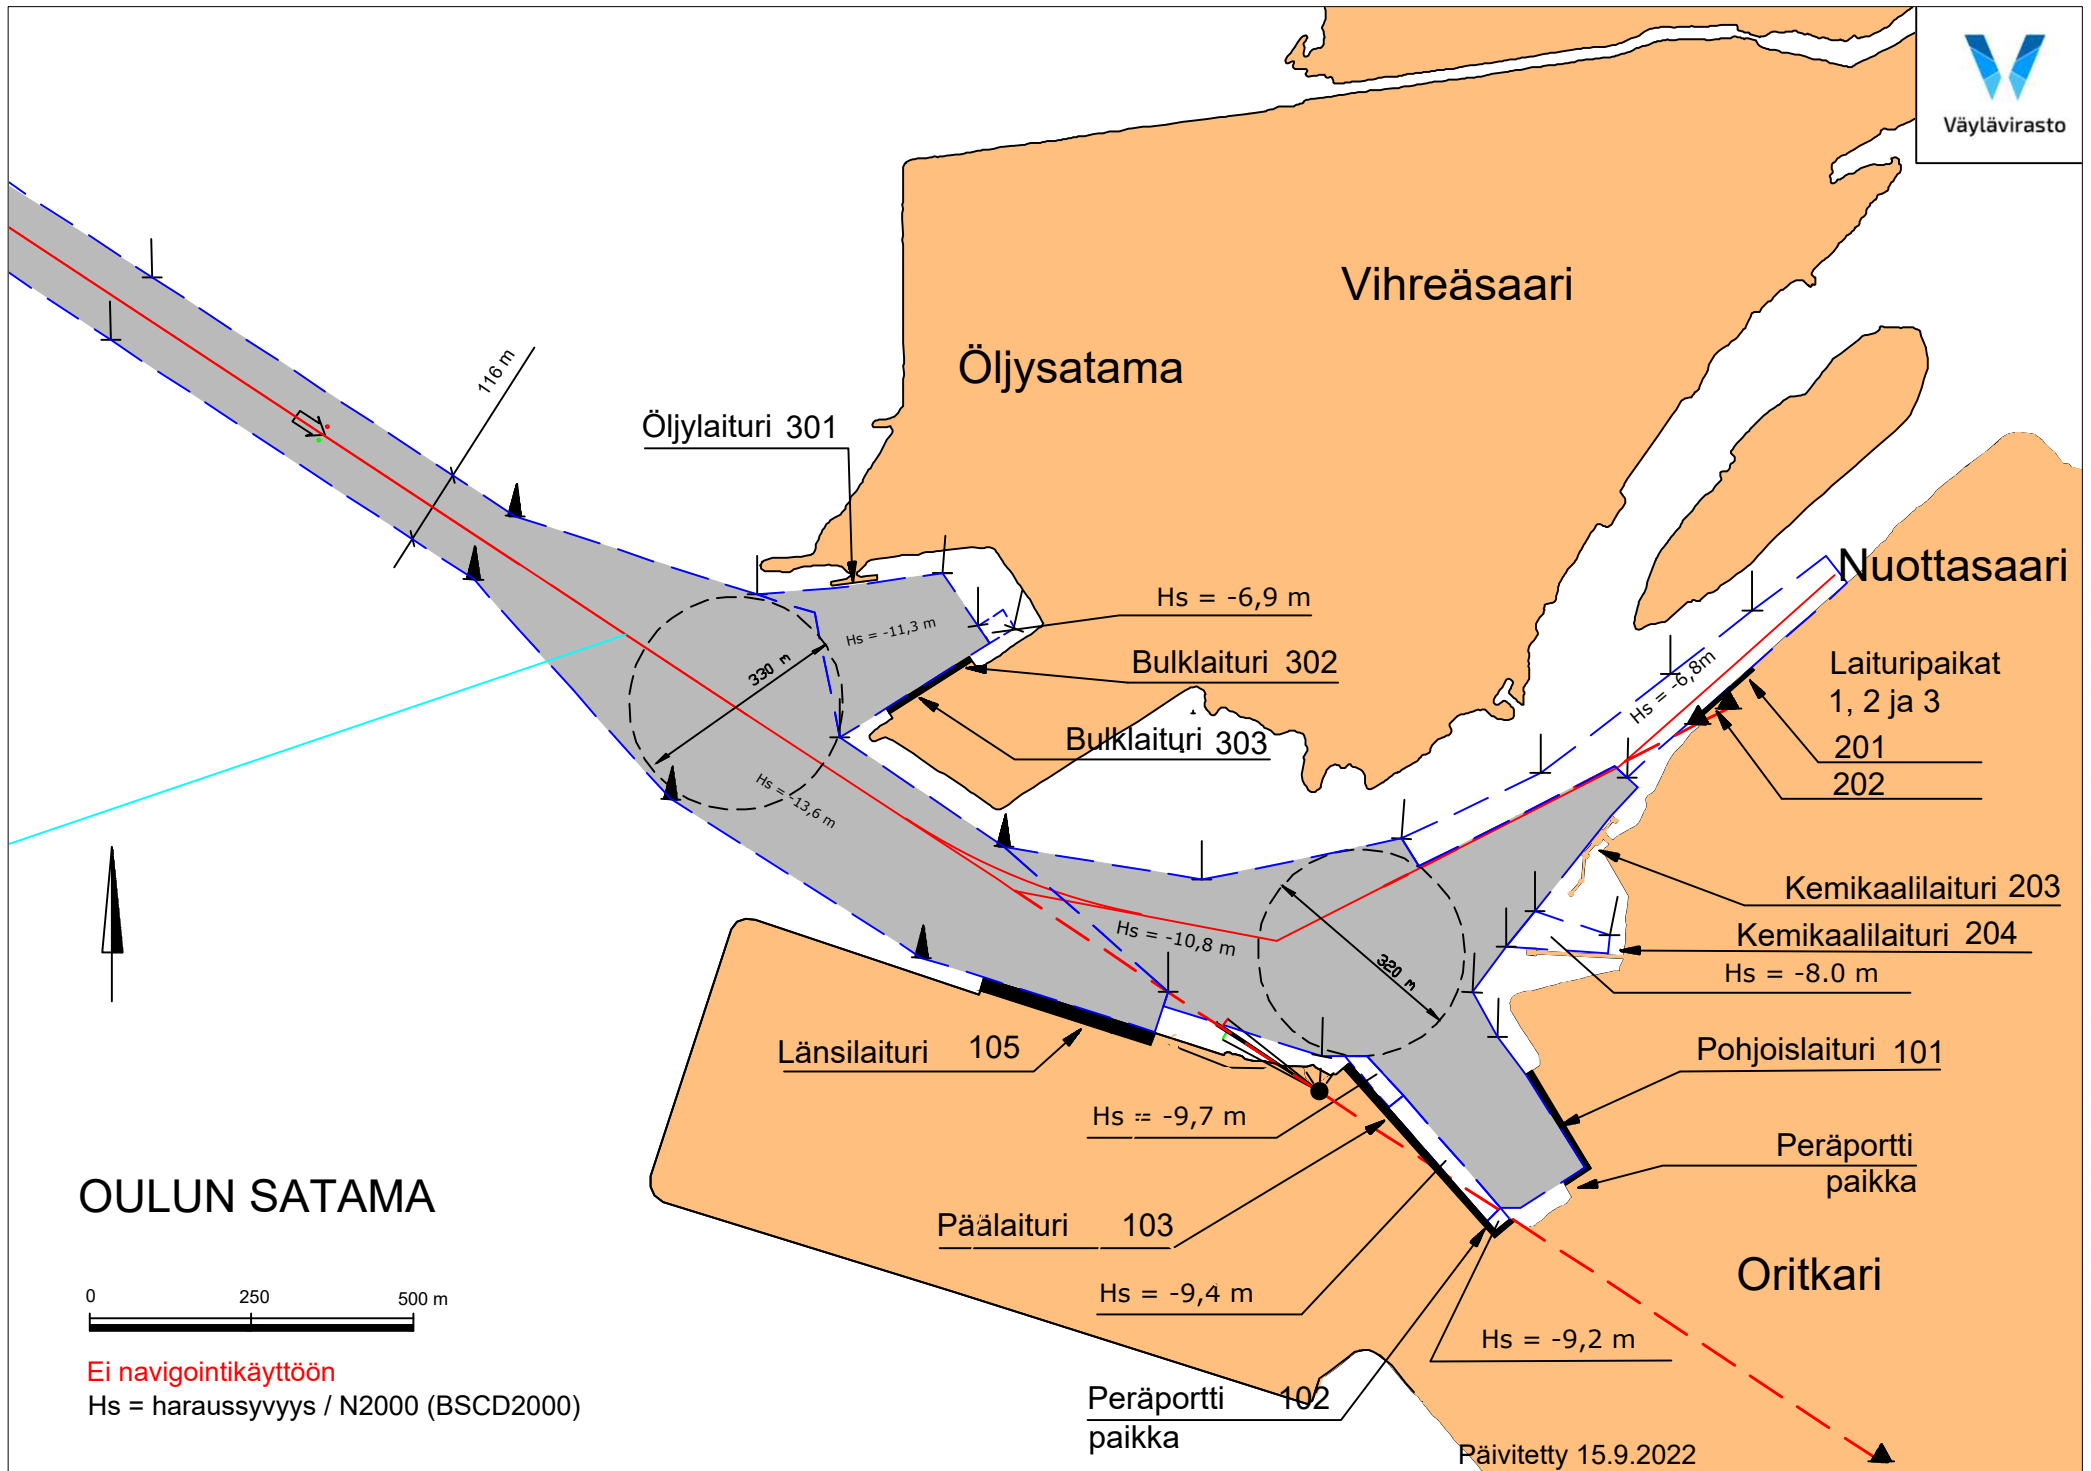 Väylävirasto
Vihreäsaari
Öljysatama
116 m
Öljylaituri 301
Nuottasaari
Hs = -6,9 m
Hs = -11,3 m
330 m
Bulklaituri 302
Hs = -6,8m
Laituripaikat
1, 2 ja 3
Bulklaituri 303
201
202
Hs = -13,6 m
Kemikaalilaituri 203
Kemikaalilaituri 204
Hs = -10,8 m
320 m
Hs = -8.0 m
Länsilaituri 105
Pohjoislaituri 101
Hs = -9,7 m
Peräportti
paikka
OULUN SATAMA
Päälaituri 103
Oritkari
Hs = -9,4 m
0 250 500 m
Hs = -9,2 m
Ei navigointikäyttöön
Hs = haraussyvyys / N2000 (BSCD2000)
Peräportti 102
paikka
Päivitetty 15.9.2022